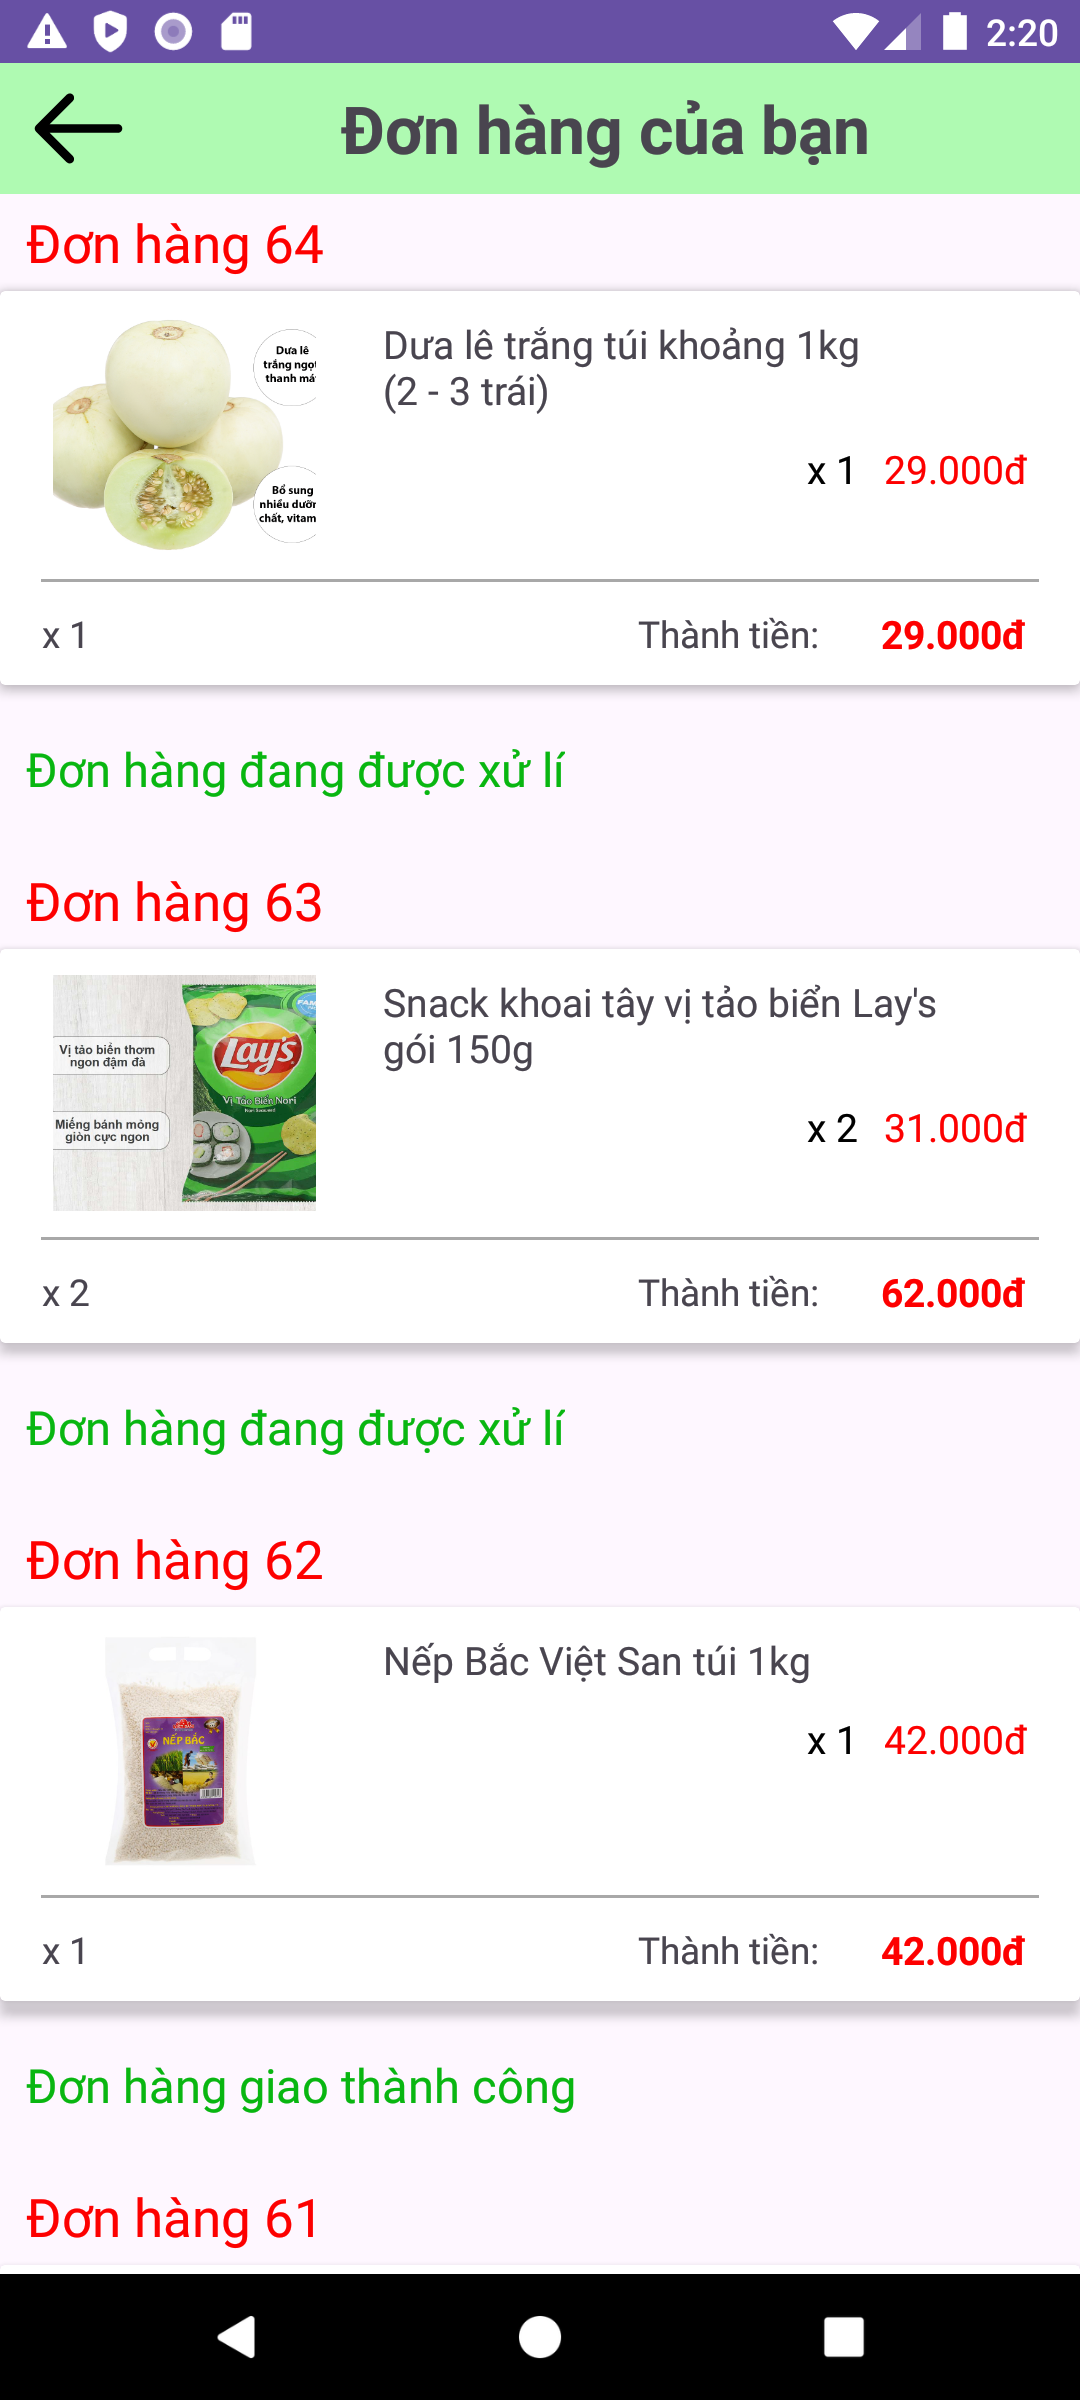 2:20
Đơn hàng của bạn
Đơn hàng 64
Dưa lê
trắng ngọt
thanh má
Bổ sung
nhiều dưỡn
chất, vitam
Dưa lê trắng túi khoảng 1kg
(2 - 3 trái)
x 1 29.000đ
x 1 Thành tiền: 29.000đ
Đơn hàng đang được xử lí
Đơn hàng 63
Vị tảo biển thơm
ngon đậm đà
Miếng bánh mỏng
giòn cực ngon
FAM
Lay's
Vị Tảo Biển Nori
Nori Seaweed
Snack khoai tây vị tảo biển Lay's
gói 150g
x 2 31.000đ
x 2 Thành tiền: 62.000đ
Đơn hàng đang được xử lí
Đơn hàng 62
NẾP BẮC
Nếp Bắc Việt San túi 1kg
x 1 42.000đ
x 1 Thành tiền: 42.000đ
Đơn hàng giao thành công
Đơn hàng 61